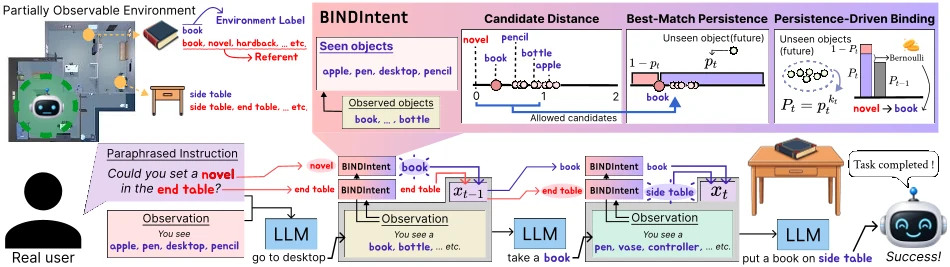 Partially Observable Environment
book
Environment Label
book, novel, hardback, ... etc.
Referent
side table
side table, end table, ... etc.
BINDIntent
Seen objects
apple, pen, desktop, pencil
Observed objects
book, ... , bottle
Candidate Distance
novel
pencil
book
bottle
apple
0
1
2
Allowed candidates
Best-Match Persistence
Unseen object(future)
p_t
1 − p_t
book
Persistence-Driven Binding
Unseen objects
(future)
P_t = p_t^{k_t}
1 − P_t
P_t
Bernoulli
P_{t−1}
novel → book
Paraphrased Instruction
Could you set a novel
in the end table?
Real user
Observation
You see
apple, pen, desktop, pencil
LLM
go to desktop
novel
BINDIntent
book
end table
BINDIntent
end table
x_{t−1}
Observation
You see a
book, bottle, ... etc.
LLM
take a book
book
BINDIntent
book
end table
BINDIntent
side table
x_t
Observation
You see a
pen, vase, controller, ... etc.
LLM
put a book on side table
Task completed !
Success!